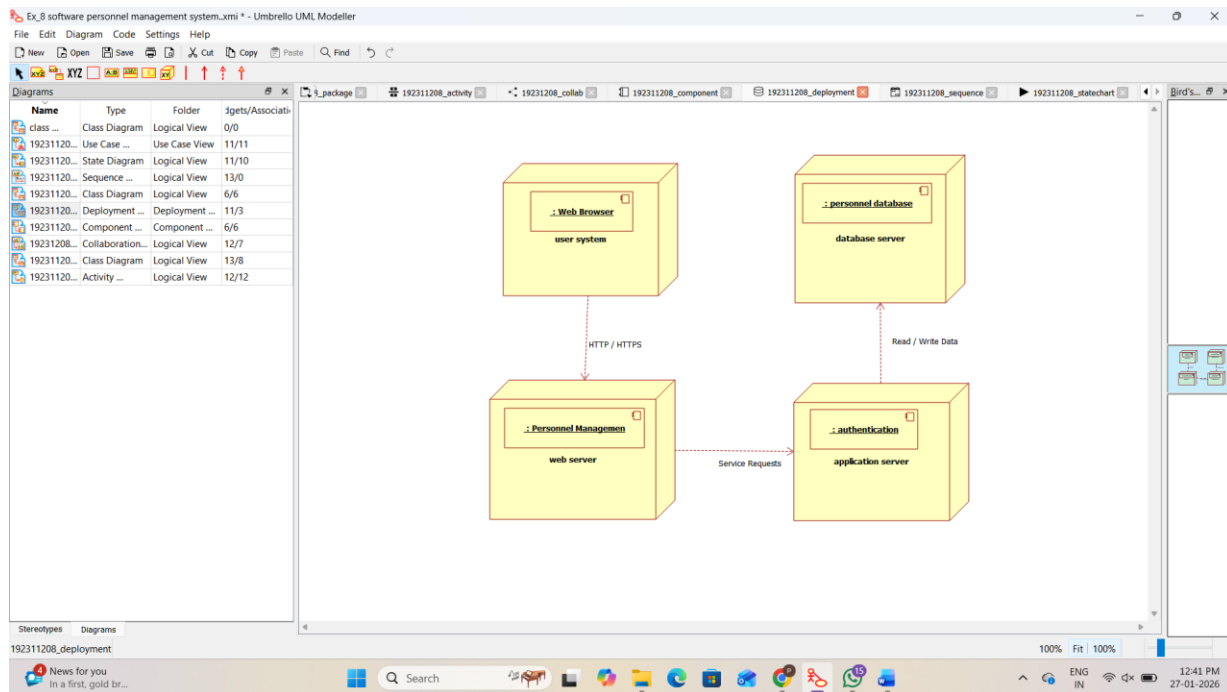 Ex_8 software personnel management system..xmi * - Umbrello UML Modeller
File Edit Diagram Code Settings Help
New Open Save Cut Copy Paste Find
XYZ XYZ A:B
Diagrams
Name Type Folder dgets/Associati
class ... Class Diagram Logical View 0/0
19231120... Use Case ... Use Case View 11/11
19231120... State Diagram Logical View 11/10
19231120... Sequence ... Logical View 13/0
19231120... Class Diagram Logical View 6/6
19231120... Deployment ... Deployment ... 11/3
19231120... Component ... Component ... 6/6
19231208... Collaboration... Logical View 12/7
19231120... Class Diagram Logical View 13/8
19231120... Activity ... Logical View 12/12
Stereotypes Diagrams
_package 192311208_activity 19231208_collab 192311208_component 192311208_deployment 192311208_sequence 192311208_statechart
Bird's...
: Web Browser
user system
: personnel database
database server
HTTP / HTTPS
Read / Write Data
: Personnel Managemen
web server
Service Requests
: authentication
application server
192311208_deployment
100% Fit 100%
4
News for you
In a first, gold br...
Search
15
ENG
IN
12:41 PM
27-01-2026